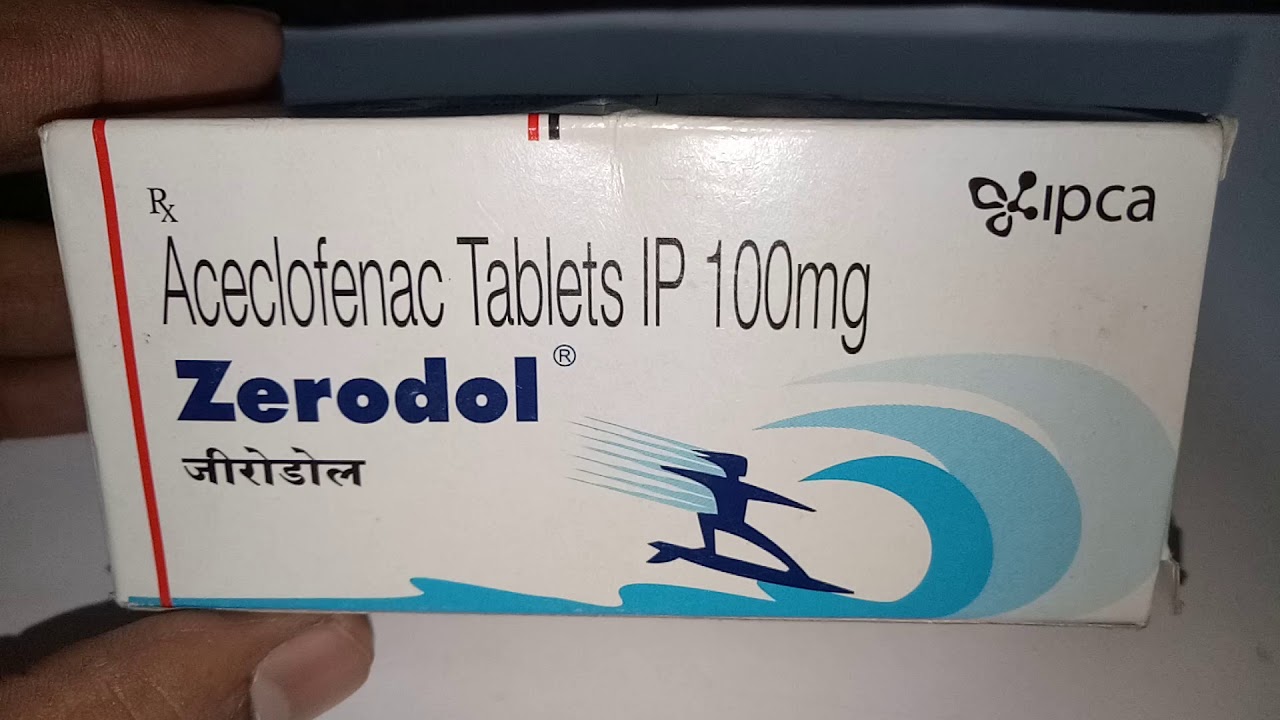 Rx
ipca
Aceclofenac Tablets IP 100mg
Zerodol®
जीरोडोल